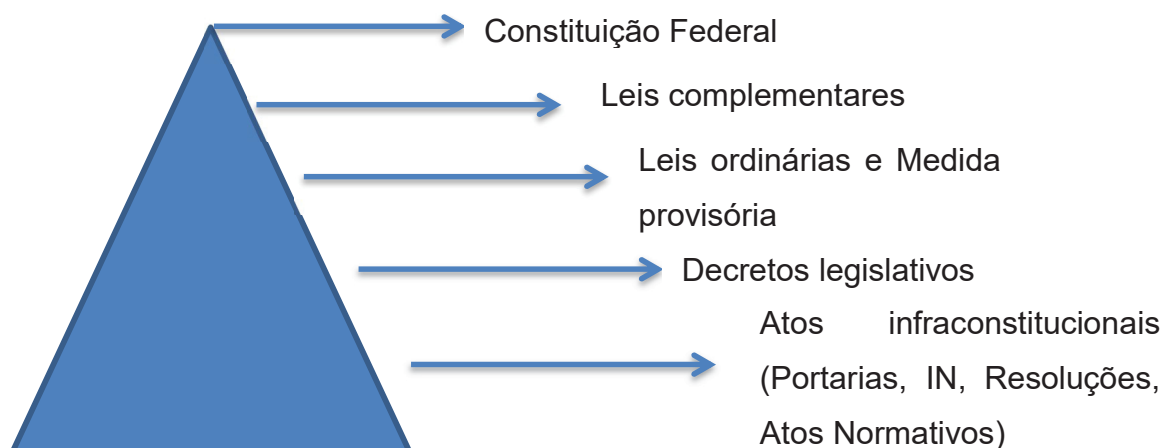 Constituição Federal
Leis complementares
Leis ordinárias e Medida
provisória
Decretos legislativos
Atos infraconstitucionais
(Portarias, IN, Resoluções,
Atos Normativos)